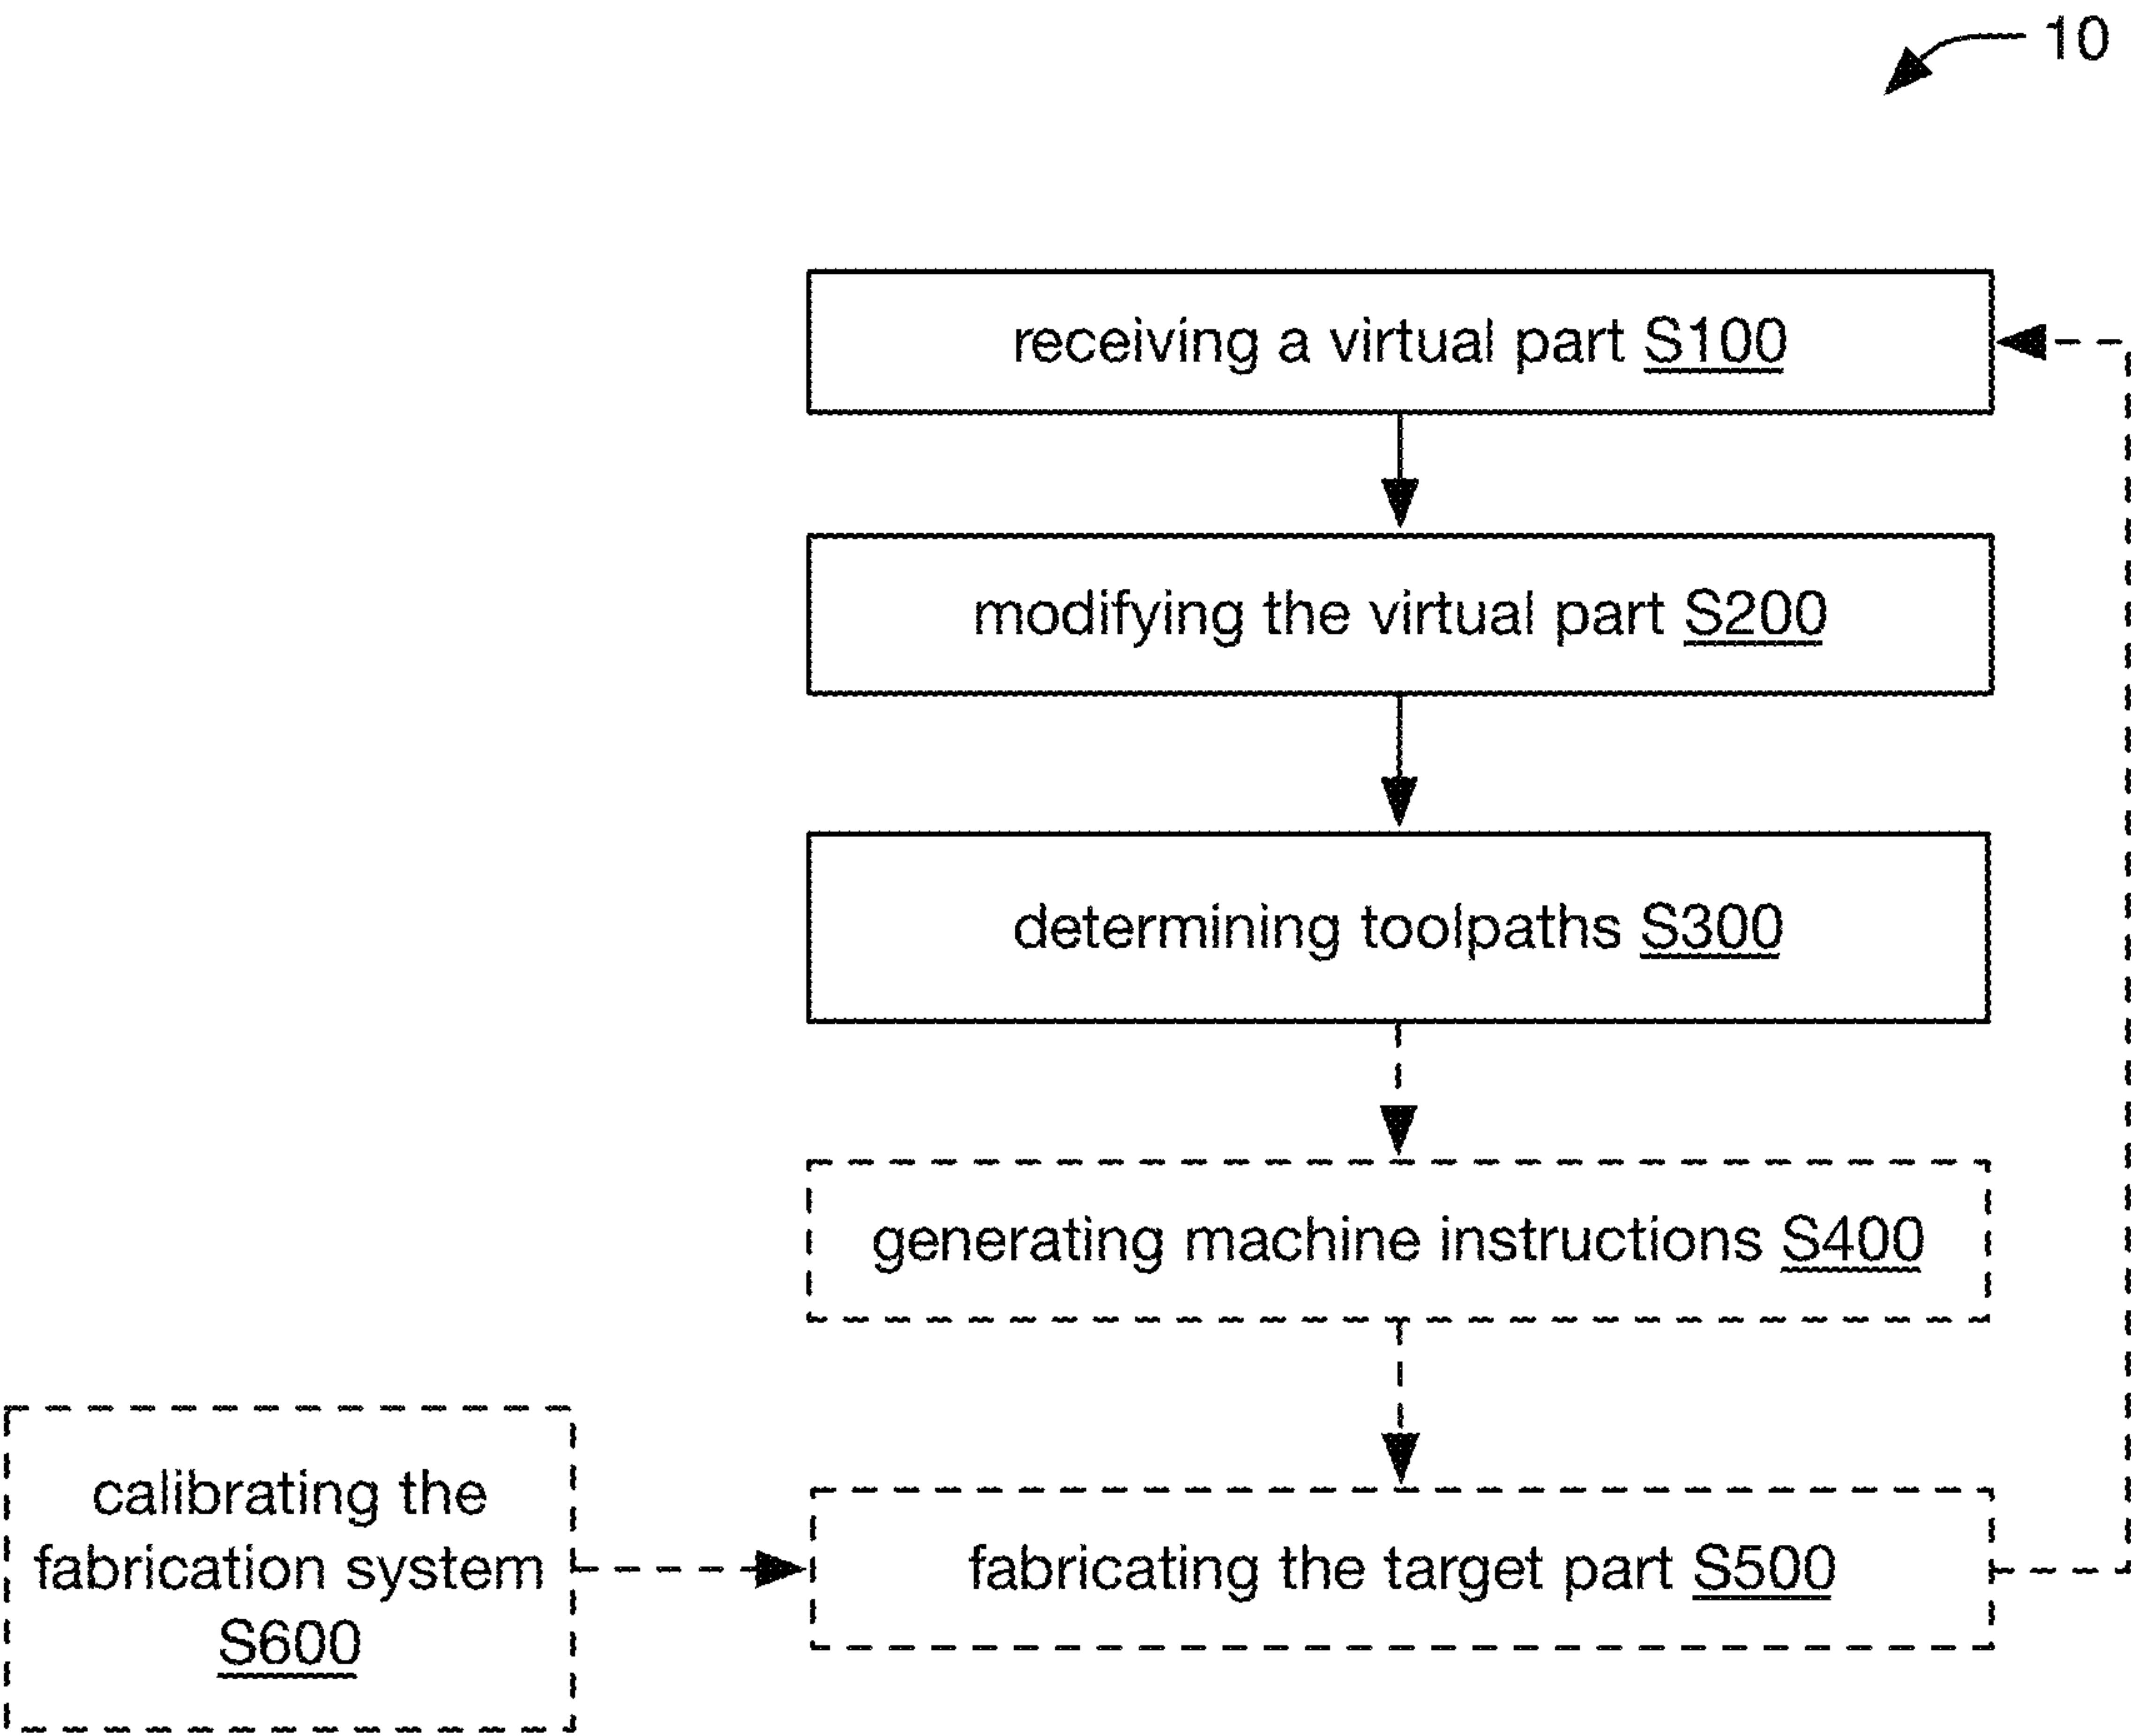 10
receiving a virtual part S100
modifying the virtual part S200
determining toolpaths S300
generating machine instructions S400
calibrating the
fabrication system
S600
fabricating the target part S500